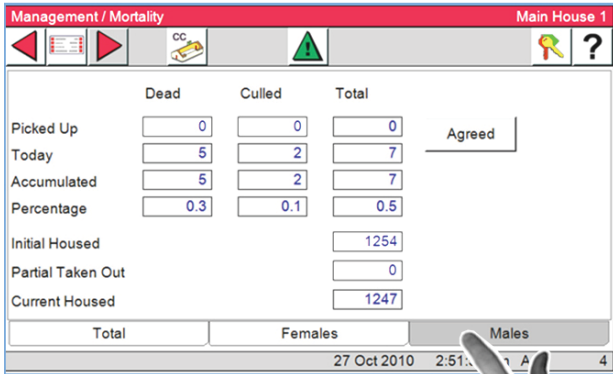 Management / Mortality Main House 1
CC ?
Dead Culled Total
Picked Up 0 0 0 Agreed
Today 5 2 7
Accumulated 5 2 7
Percentage 0.3 0.1 0.5
Initial Housed 1254
Partial Taken Out 0
Current Housed 1247
Total Females Males
27 Oct 2010 2:51: 4